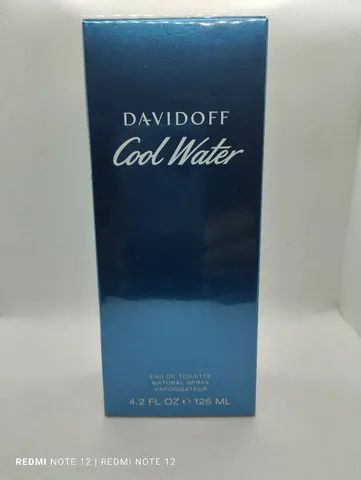 DAVIDOFF
Cool Water
EAU DE TOILETTE
NATURAL SPRAY
VAPORISATEUR
4.2 FL OZ ℮ 125 ML
REDMI NOTE 12 | REDMI NOTE 12